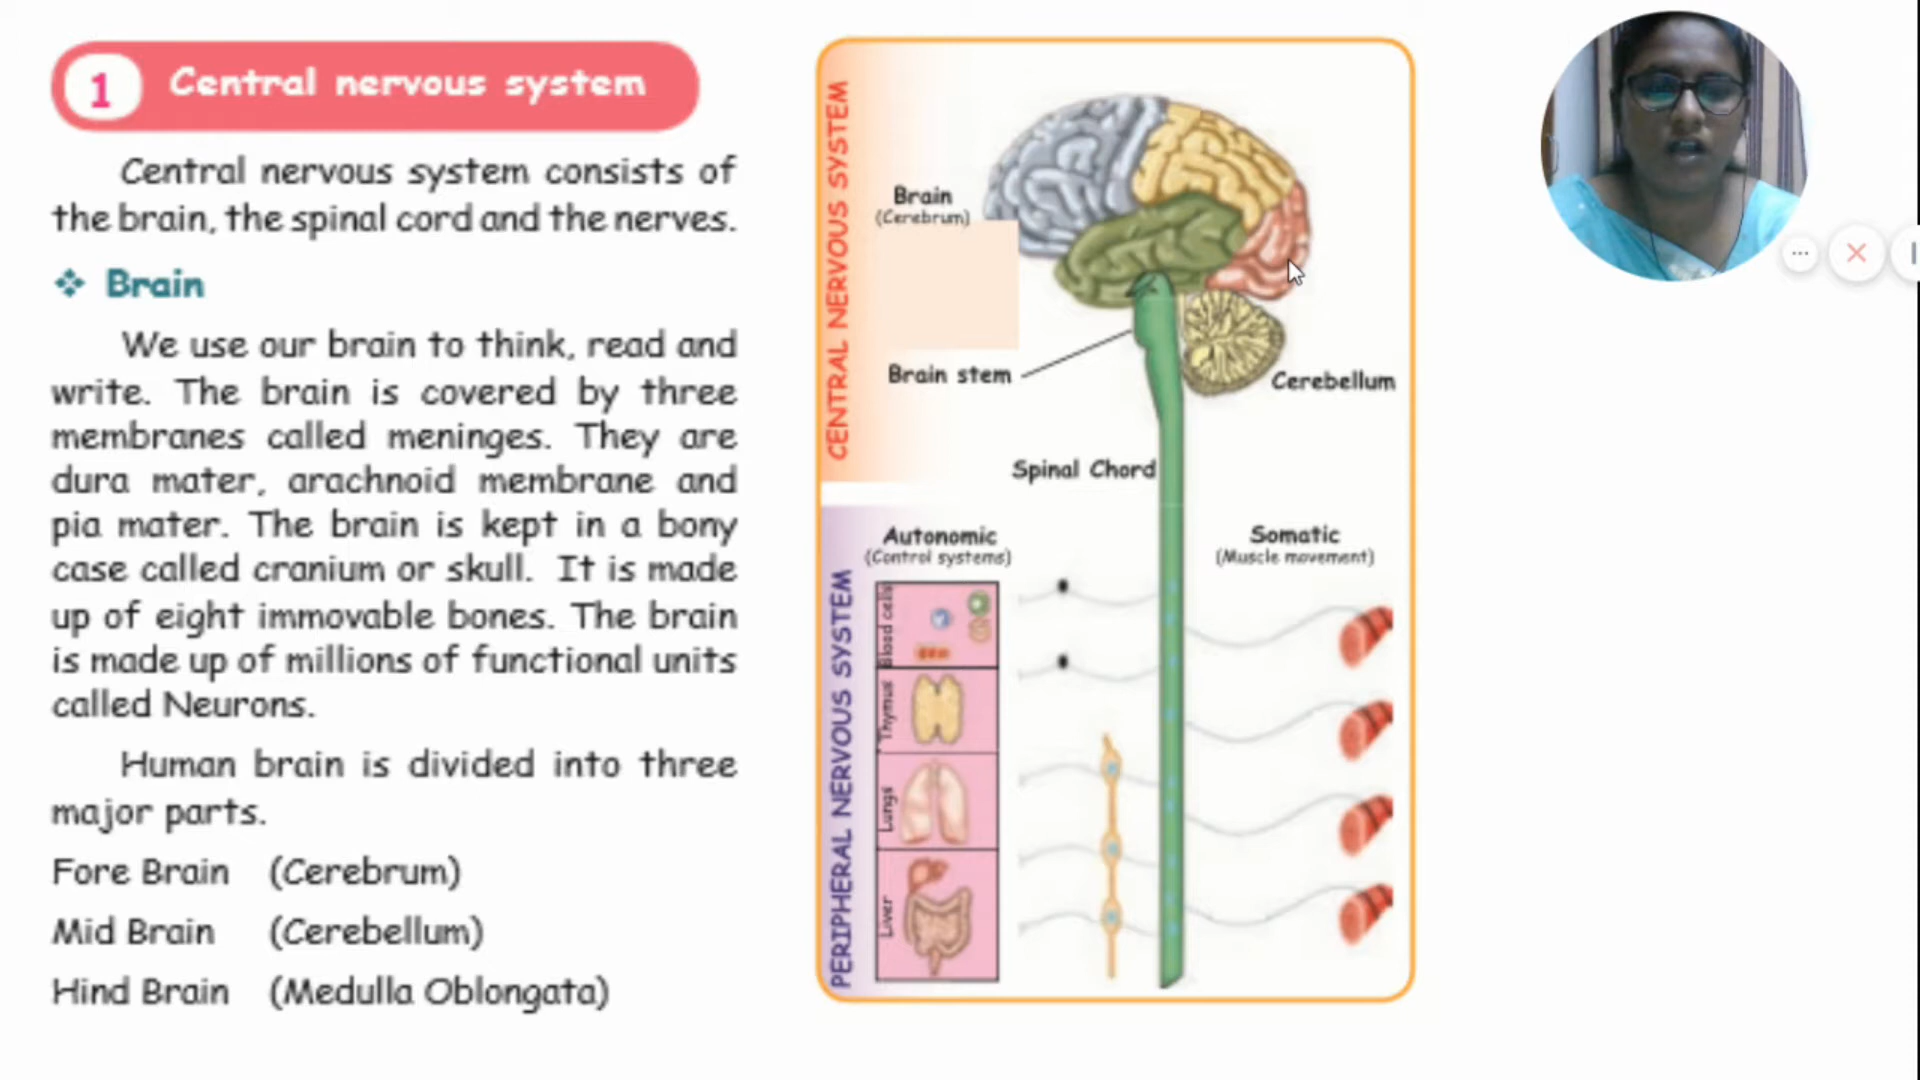 1 Central nervous system
Central nervous system consists of
the brain, the spinal cord and the nerves.
Brain
We use our brain to think, read and
write. The brain is covered by three
membranes called meninges. They are
dura mater, arachnoid membrane and
pia mater. The brain is kept in a bony
case called cranium or skull. It is made
up of eight immovable bones. The brain
is made up of millions of functional units
called Neurons.
Human brain is divided into three
major parts.
Fore Brain (Cerebrum)
Mid Brain (Cerebellum)
Hind Brain (Medulla Oblongata)
CENTRAL NERVOUS SYSTEM
Brain
(Cerebrum)
Brain stem
Cerebellum
Spinal Chord
PERIPHERAL NERVOUS SYSTEM
Autonomic
(Control systems)
Somatic
(Muscle movement)
Blood cells
Thymus
Lungs
Liver